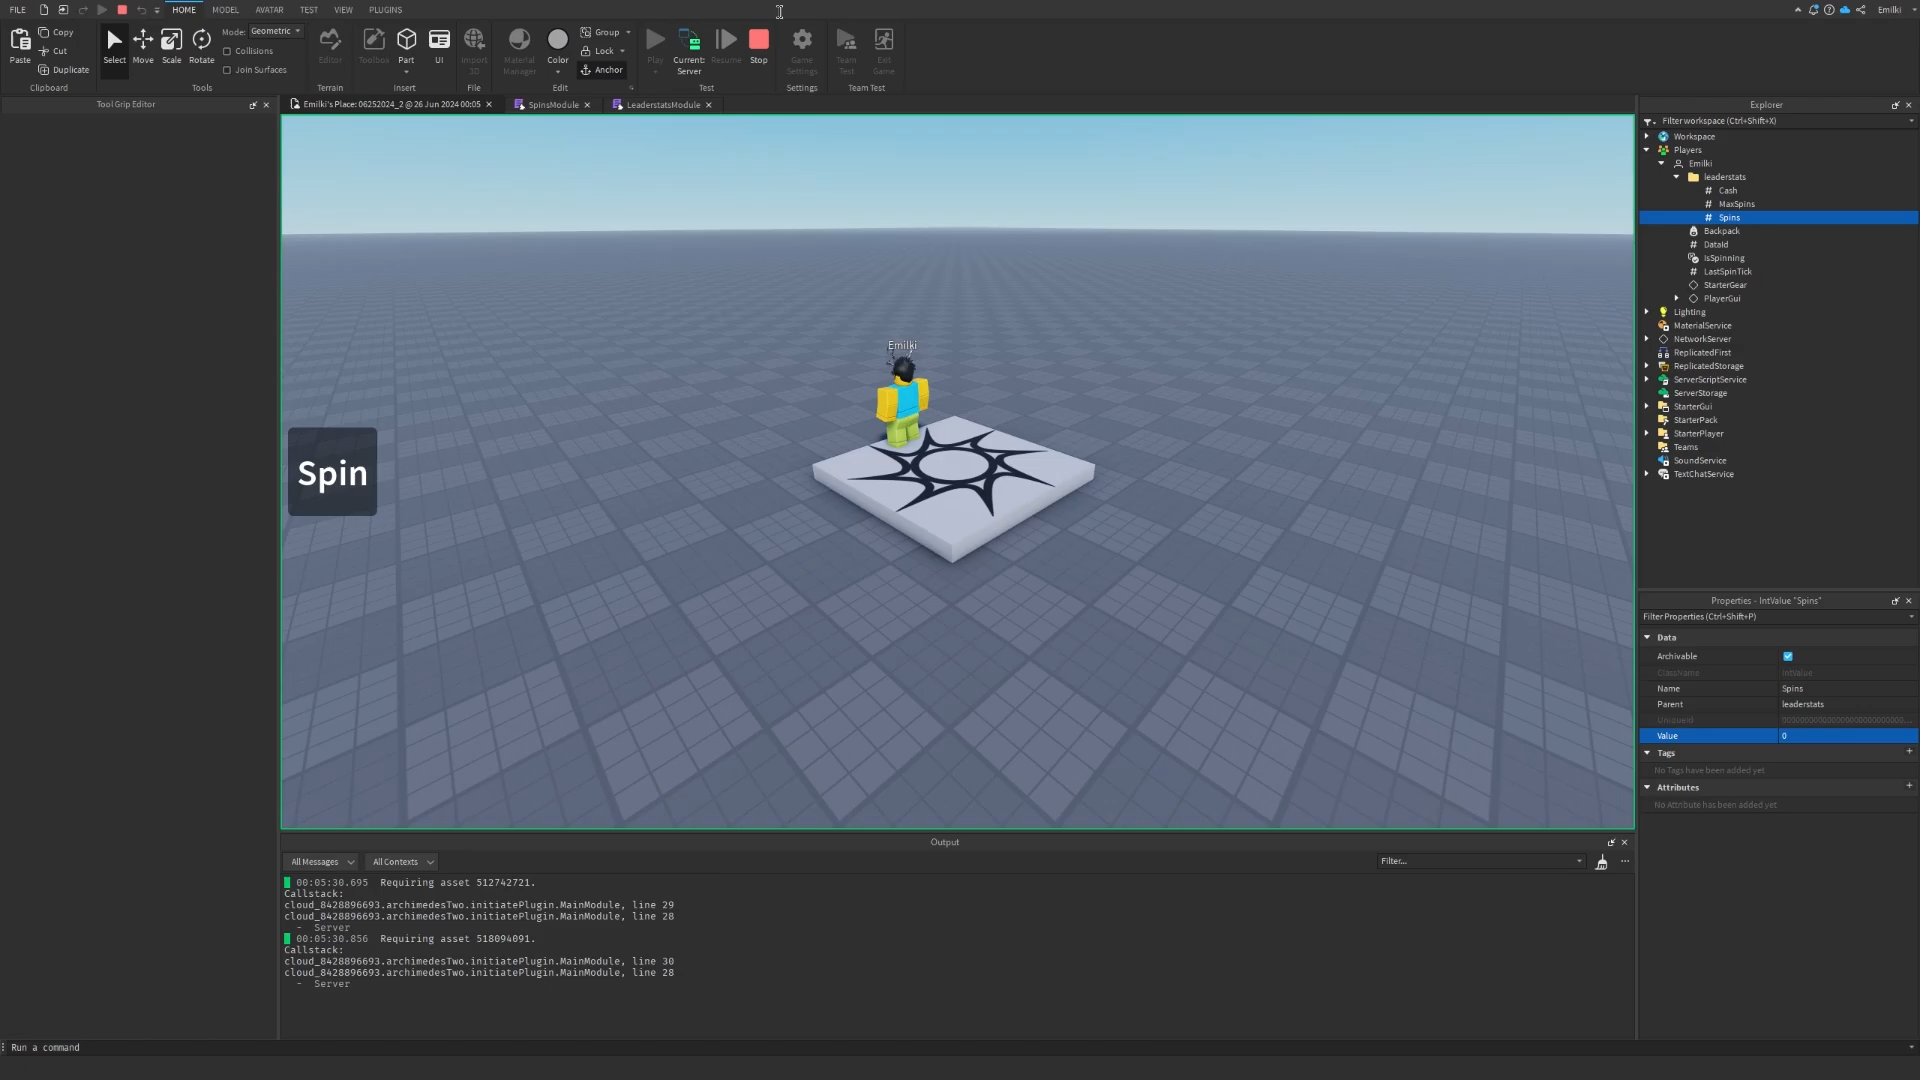 FILE
HOME
MODEL
AVATAR
TEST
VIEW
PLUGINS
Emilki
Paste
Copy
Cut
Duplicate
Clipboard
Select
Move
Scale
Rotate
Mode:
Geometric
Collisions
Join Surfaces
Tools
Editor
Terrain
Toolbox
Part
UI
Insert
Import
3D
File
Material
Manager
Color
Group
Lock
Anchor
Edit
Play
Current:
Server
Resume
Stop
Test
Game
Settings
Settings
Team
Test
Exit
Game
Team Test
Tool Grip Editor
Emilki's Place: 06252024_2 @ 26 Jun 2024 00:05
SpinsModule
LeaderstatsModule
Emilki
Spin
Explorer
Filter workspace (Ctrl+Shift+X)
Workspace
Players
Emilki
leaderstats
Cash
MaxSpins
Spins
Backpack
DataId
IsSpinning
LastSpinTick
StarterGear
PlayerGui
Lighting
MaterialService
NetworkServer
ReplicatedFirst
ReplicatedStorage
ServerScriptService
ServerStorage
StarterGui
StarterPack
StarterPlayer
Teams
SoundService
TextChatService
Properties - IntValue "Spins"
Filter Properties (Ctrl+Shift+P)
Data
Archivable
ClassName IntValue
Name Spins
Parent leaderstats
UniqueId
Value 0
Tags
No Tags have been added yet
Attributes
No Attribute has been added yet
Output
All Messages
All Contexts
Filter...
00:05:30.695 Requiring asset 512742721.
Callstack:
cloud_8428896693.archimedesTwo.initiatePlugin.MainModule, line 29
cloud_8428896693.archimedesTwo.initiatePlugin.MainModule, line 28
- Server
00:05:30.856 Requiring asset 518094091.
Callstack:
cloud_8428896693.archimedesTwo.initiatePlugin.MainModule, line 30
cloud_8428896693.archimedesTwo.initiatePlugin.MainModule, line 28
- Server
Run a command